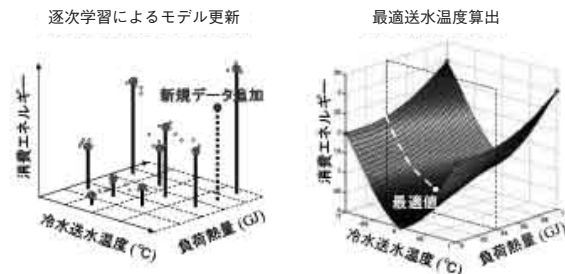 逐次学習によるモデル更新
最適送水温度算出
新規データ追加
消費エネルギー
冷水送水温度 (℃)
負荷熱量 (GJ)
消費エネルギー
最適値
冷水送水温度 (℃)
負荷熱量 (GJ)